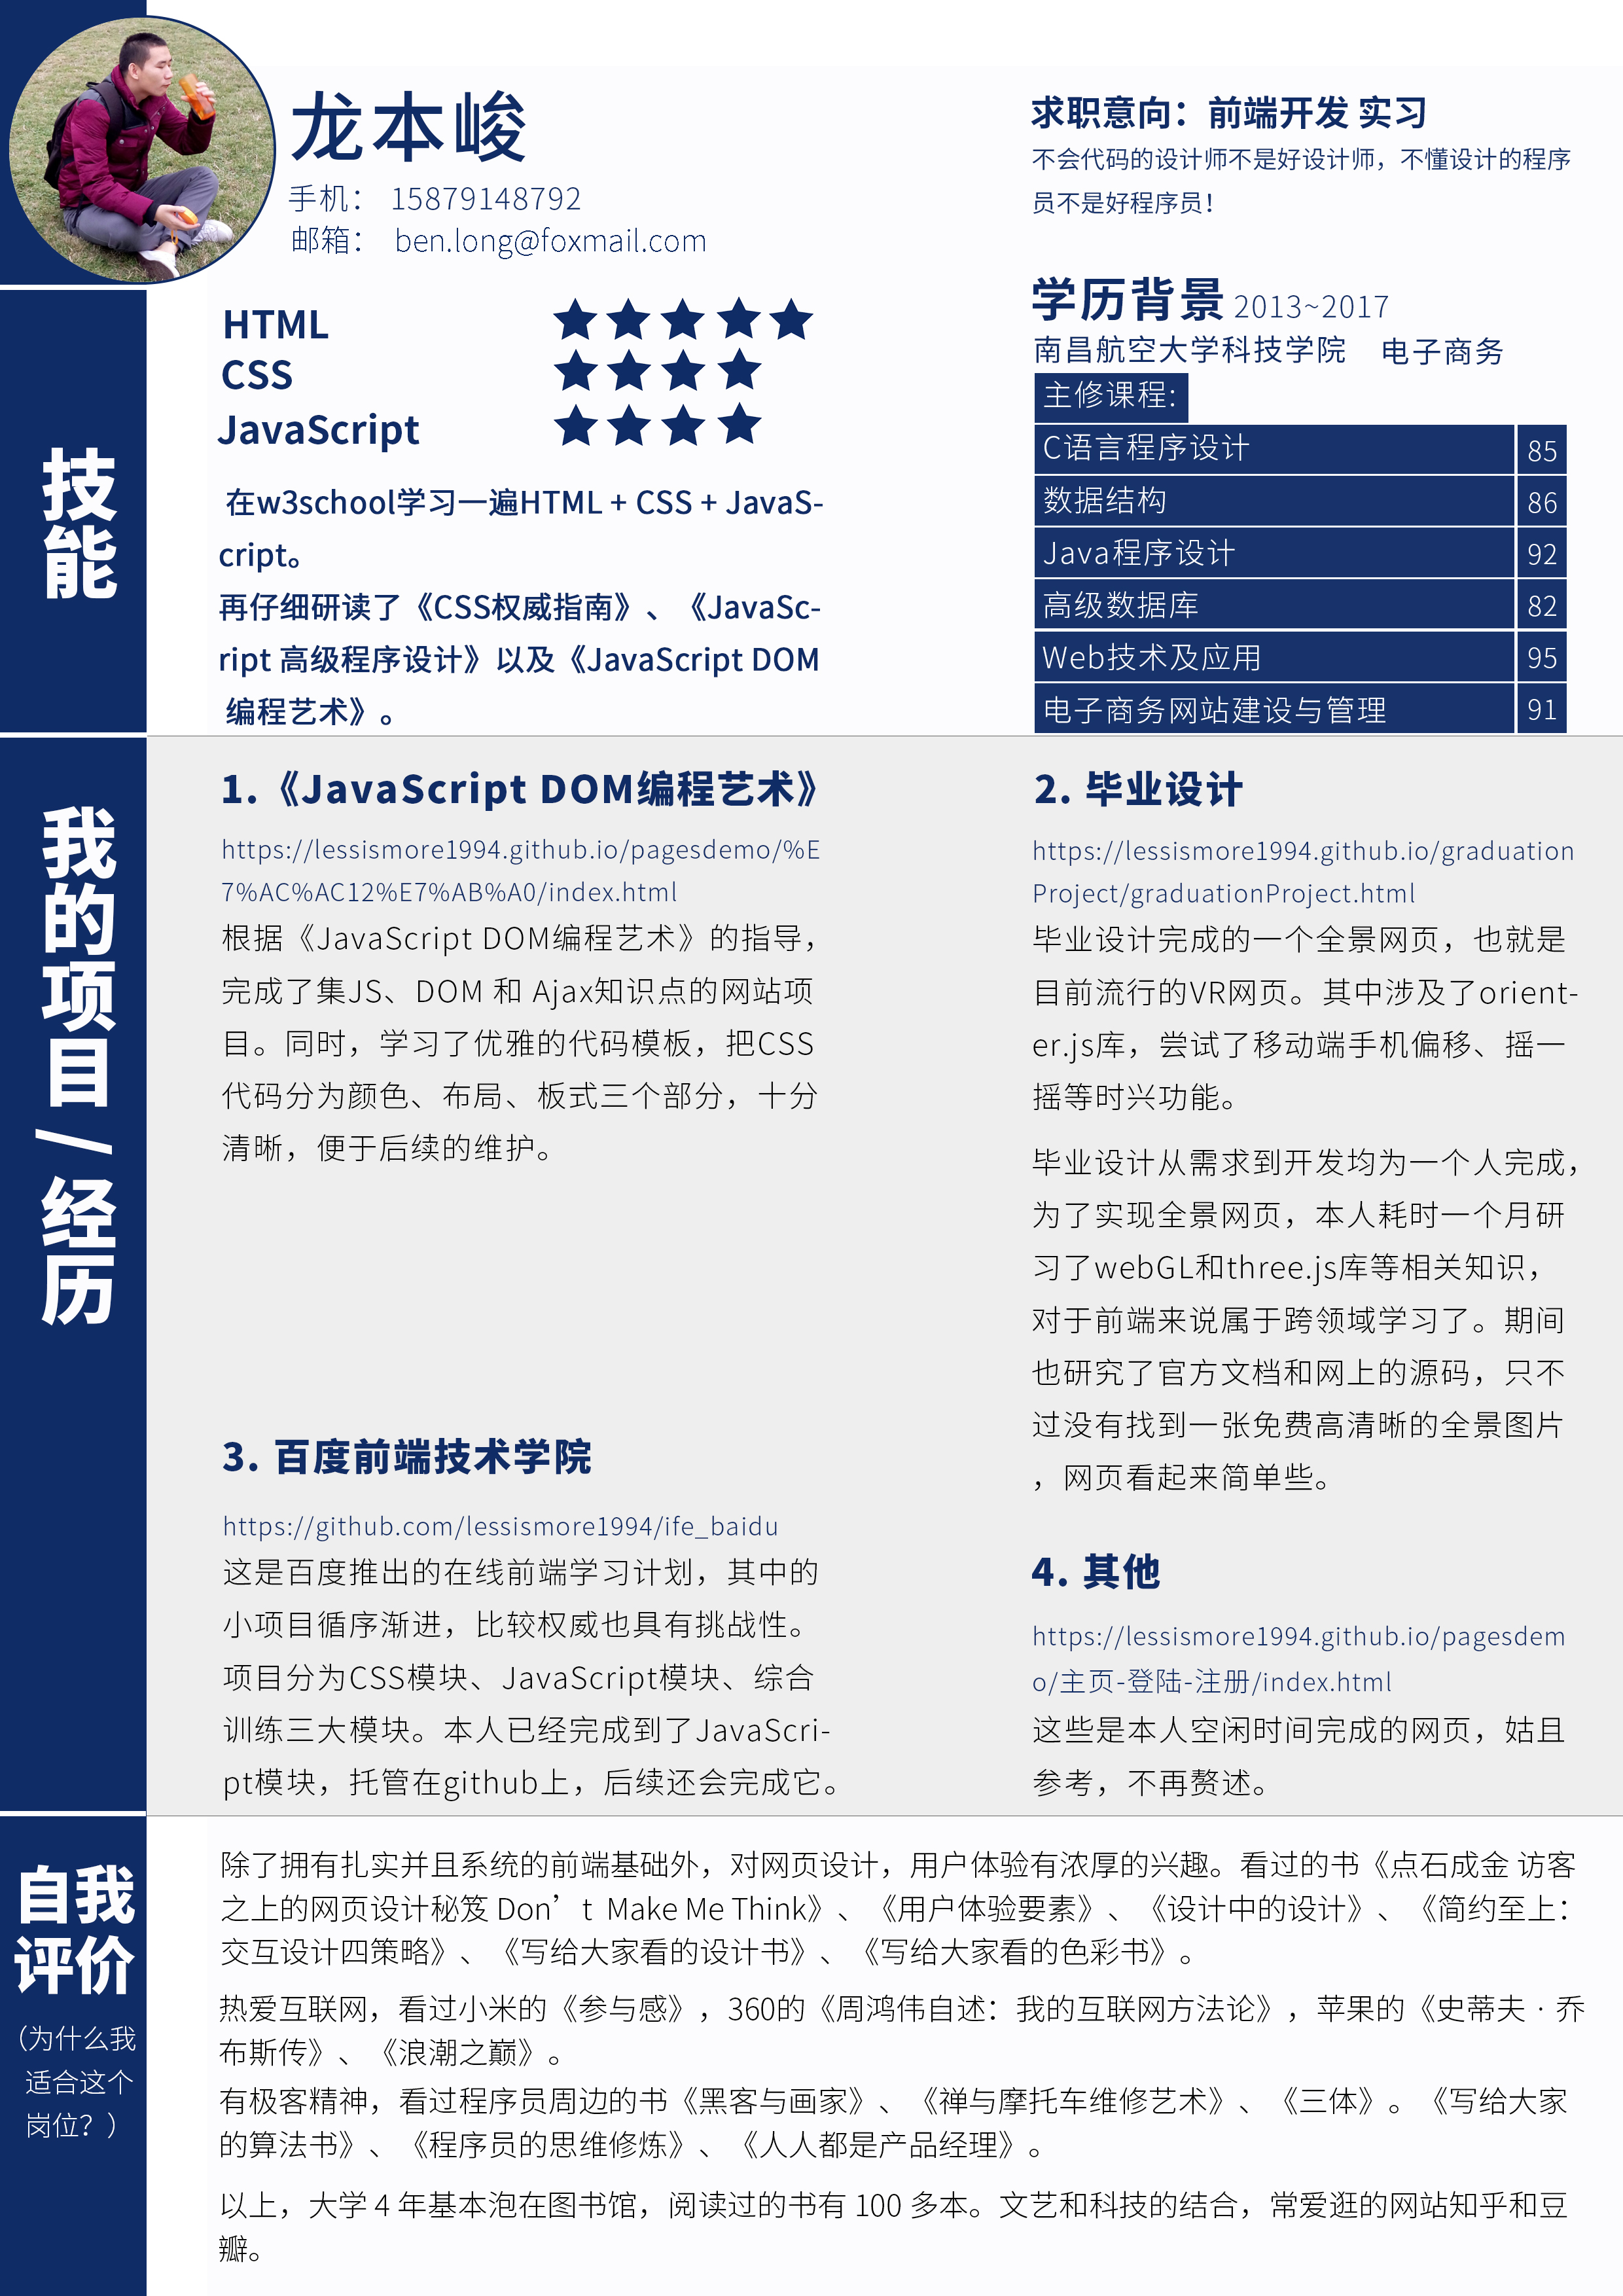 龙本峻
手机： 15879148792
邮箱： ben.long@foxmail.com
求职意向：前端开发 实习
不会代码的设计师不是好设计师，不懂设计的程序
员不是好程序员！
技能
HTML
CSS
JavaScript
在w3school学习一遍HTML + CSS + JavaS-
cript。
再仔细研读了《CSS权威指南》、《JavaSc-
ript 高级程序设计》以及《JavaScript DOM
编程艺术》。
学历背景 2013~2017
南昌航空大学科技学院 电子商务
主修课程:
C语言程序设计 85
数据结构 86
Java程序设计 92
高级数据库 82
Web技术及应用 95
电子商务网站建设与管理 91
我的项目/经历
1.《JavaScript DOM编程艺术》
https://lessismore1994.github.io/pagesdemo/%E
7%AC%AC12%E7%AB%A0/index.html
根据《JavaScript DOM编程艺术》的指导，
完成了集JS、DOM 和 Ajax知识点的网站项
目。同时，学习了优雅的代码模板，把CSS
代码分为颜色、布局、板式三个部分，十分
清晰，便于后续的维护。
2. 毕业设计
https://lessismore1994.github.io/graduation
Project/graduationProject.html
毕业设计完成的一个全景网页，也就是
目前流行的VR网页。其中涉及了orient-
er.js库，尝试了移动端手机偏移、摇一
摇等时兴功能。
毕业设计从需求到开发均为一个人完成，
为了实现全景网页，本人耗时一个月研
习了webGL和three.js库等相关知识，
对于前端来说属于跨领域学习了。期间
也研究了官方文档和网上的源码，只不
过没有找到一张免费高清晰的全景图片
，网页看起来简单些。
3. 百度前端技术学院
https://github.com/lessismore1994/ife_baidu
这是百度推出的在线前端学习计划，其中的
小项目循序渐进，比较权威也具有挑战性。
项目分为CSS模块、JavaScript模块、综合
训练三大模块。本人已经完成到了JavaScri-
pt模块，托管在github上，后续还会完成它。
4. 其他
https://lessismore1994.github.io/pagesdem
o/主页-登陆-注册/index.html
这些是本人空闲时间完成的网页，姑且
参考，不再赘述。
自我
评价
（为什么我
适合这个
岗位？）
除了拥有扎实并且系统的前端基础外，对网页设计，用户体验有浓厚的兴趣。看过的书《点石成金 访客
之上的网页设计秘笈 Don’t Make Me Think》、《用户体验要素》、《设计中的设计》、《简约至上：
交互设计四策略》、《写给大家看的设计书》、《写给大家看的色彩书》。
热爱互联网，看过小米的《参与感》，360的《周鸿伟自述：我的互联网方法论》，苹果的《史蒂夫 · 乔
布斯传》、《浪潮之巅》。
有极客精神，看过程序员周边的书《黑客与画家》、《禅与摩托车维修艺术》、《三体》。《写给大家
的算法书》、《程序员的思维修炼》、《人人都是产品经理》。
以上，大学 4 年基本泡在图书馆，阅读过的书有 100 多本。文艺和科技的结合，常爱逛的网站知乎和豆
瓣。